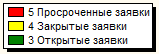 5 Просроченные заявки
4 Закрытые заявки
3 Открытые заявки